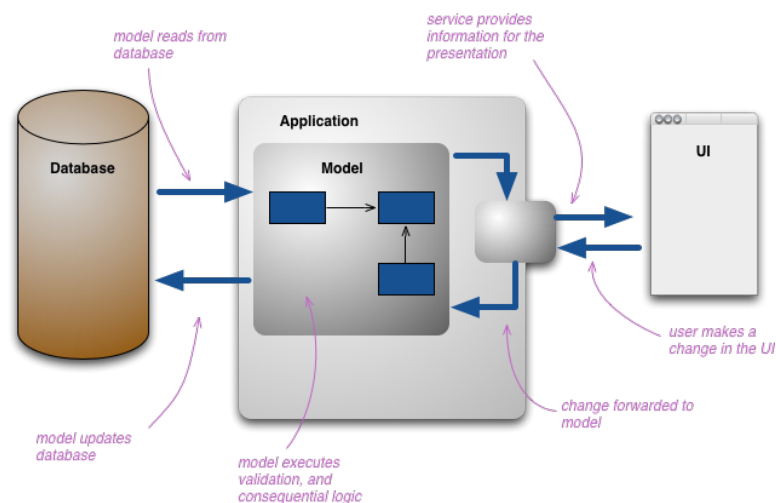 model reads from
database
service provides
information for the
presentation
Application
Database
Model
UI
user makes a
change in the UI
change forwarded to
model
model updates
database
model executes
validation, and
consequential logic